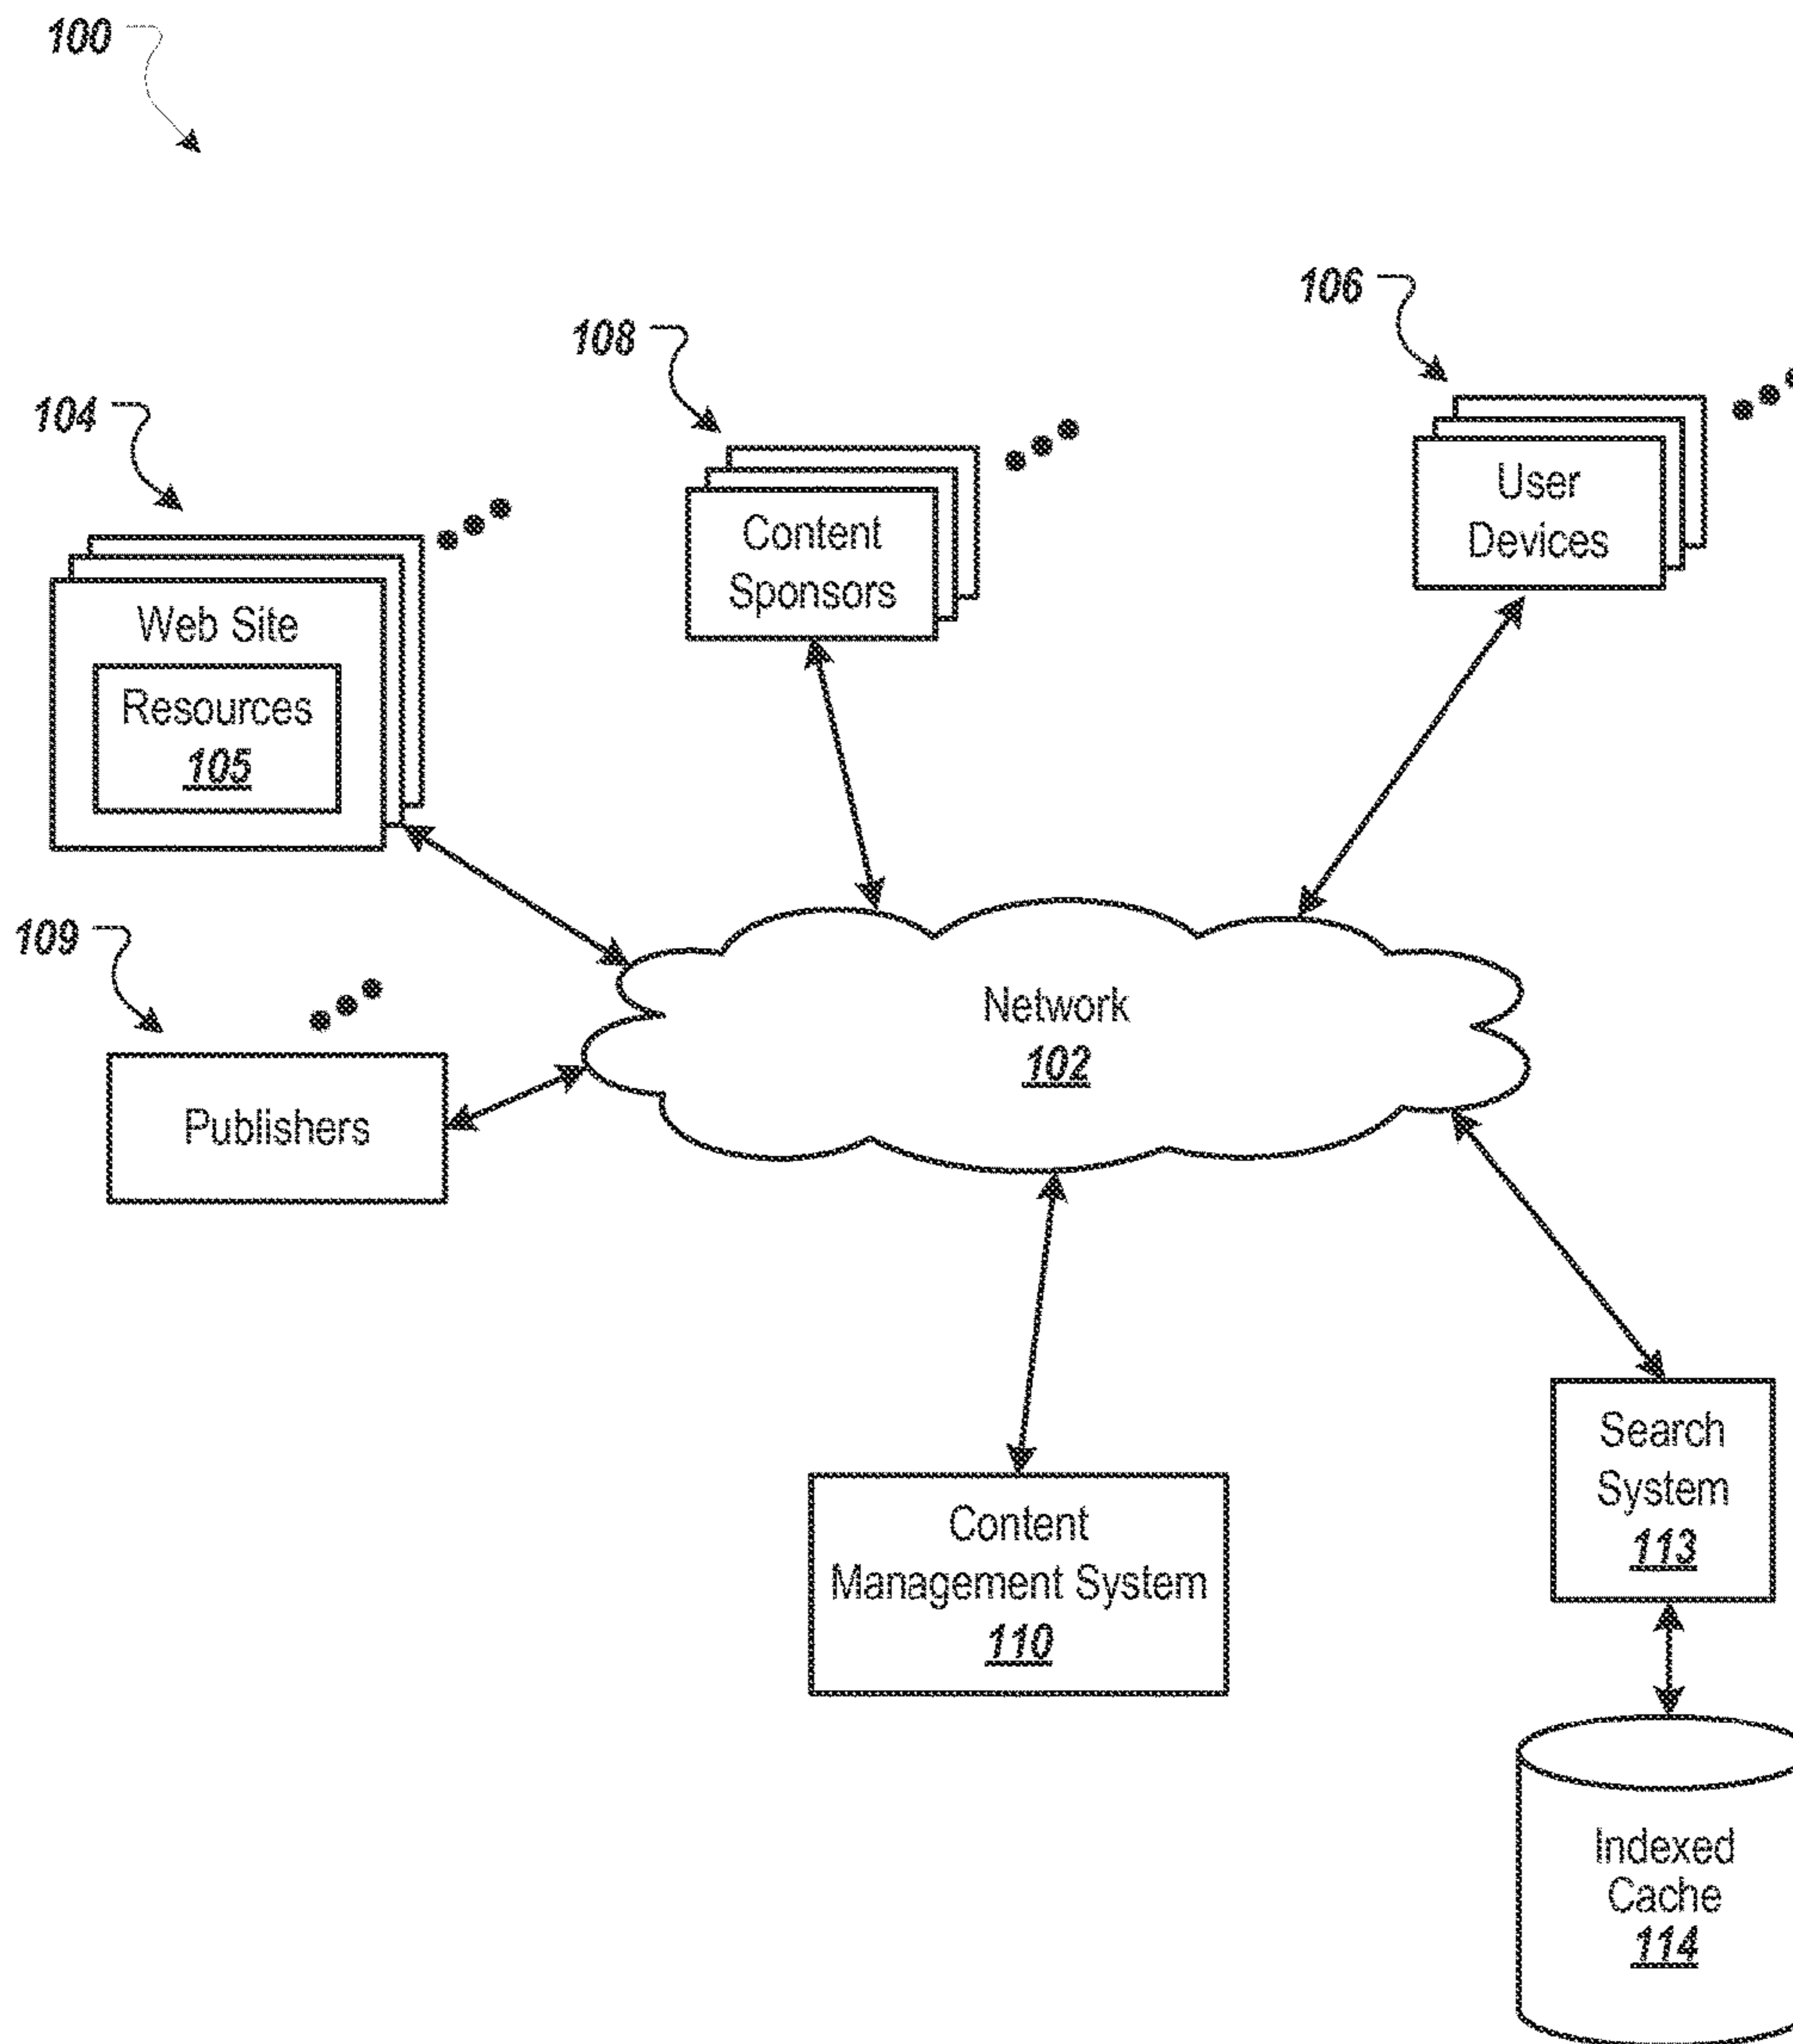 100
106
108
104
User
Devices
Content
Sponsors
Web Site
Resources
105
109
Network
102
Publishers
Search
System
113
Content
Management System
110
Indexed
Cache
114